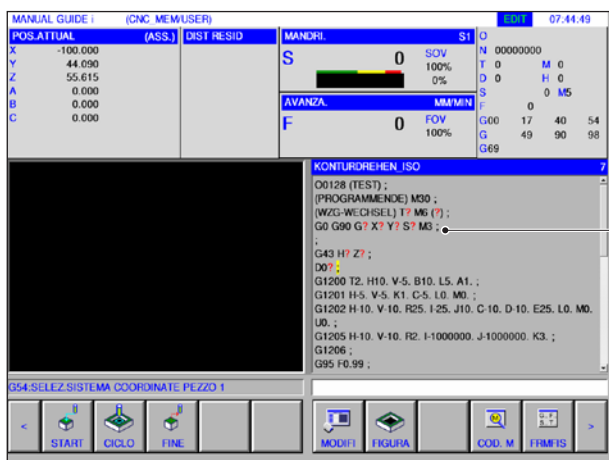 MANUAL GUIDE i (CNC_MEM/USER) EDIT 07:44:49
POS.ATTUAL (ASS.) DIST RESID MANDRI. S1 O
X -100.000
Y 44.090
Z 55.615
A 0.000
B 0.000
C 0.000
S 0 SOV
100%
0%
AVANZA. MM/MIN
F 0 FOV
100%
N 00000000
T 0 M 0
D 0 H 0
S 0 M5
F 0
G00 17 40 54
G 49 90 98
G69
KONTURDREHEN_ISO 7
O0128 (TEST) ;
(PROGRAMMENDE) M30 ;
(WZG-WECHSEL) T? M6 (?) ;
G0 G90 G? X? Y? S? M3 ;
;
G43 H? Z? ;
D0? ;
G1200 T2. H10. V-5. B10. L5. A1. ;
G1201 H-5. V-5. K1. C-5. L0. M0. ;
G1202 H-10. V-10. R25. I-25. J10. C-10. D-10. E25. L0. M0.
U0. ;
G1205 H-10. V-10. R2. I-1000000. J-1000000. K3. ;
G1206 ;
G95 F0.99 ;
G54:SELEZ.SISTEMA COORDINATE PEZZO 1
< START CICLO FINE MODIFI FIGURA COD. M FRMFIS >